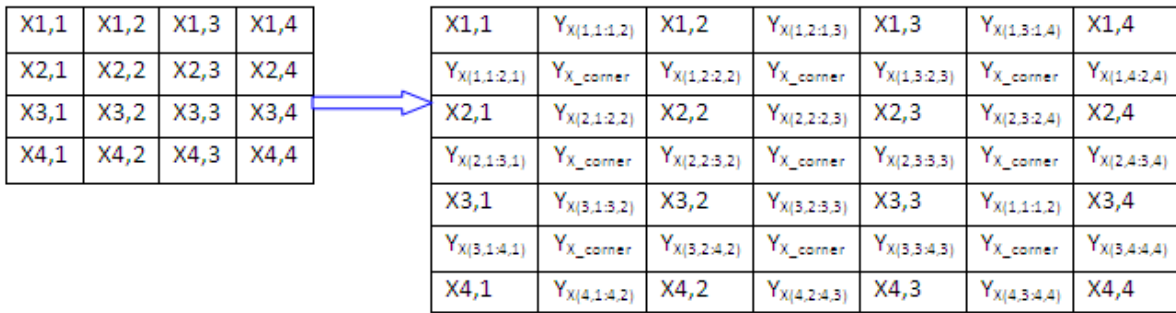 X1,1 X1,2 X1,3 X1,4
X2,1 X2,2 X2,3 X2,4
X3,1 X3,2 X3,3 X3,4
X4,1 X4,2 X4,3 X4,4
X1,1 YX(1,1:1,2) X1,2 YX(1,2:1,3) X1,3 YX(1,3:1,4) X1,4
YX(1,1:2,1) YX_corner YX(1,2:2,2) YX_corner YX(1,3:2,3) YX_corner YX(1,4:2,4)
X2,1 YX(2,1:2,2) X2,2 YX(2,2:2,3) X2,3 YX(2,3:2,4) X2,4
YX(2,1:3,1) YX_corner YX(2,2:3,2) YX_corner YX(2,3:3,3) YX_corner YX(2,4:3,4)
X3,1 YX(3,1:3,2) X3,2 YX(3,2:3,3) X3,3 YX(1,1:1,2) X3,4
YX(3,1:4,1) YX_corner YX(3,2:4,2) YX_corner YX(3,3:4,3) YX_corner YX(3,4:4,4)
X4,1 YX(4,1:4,2) X4,2 YX(4,2:4,3) X4,3 YX(4,3:4,4) X4,4